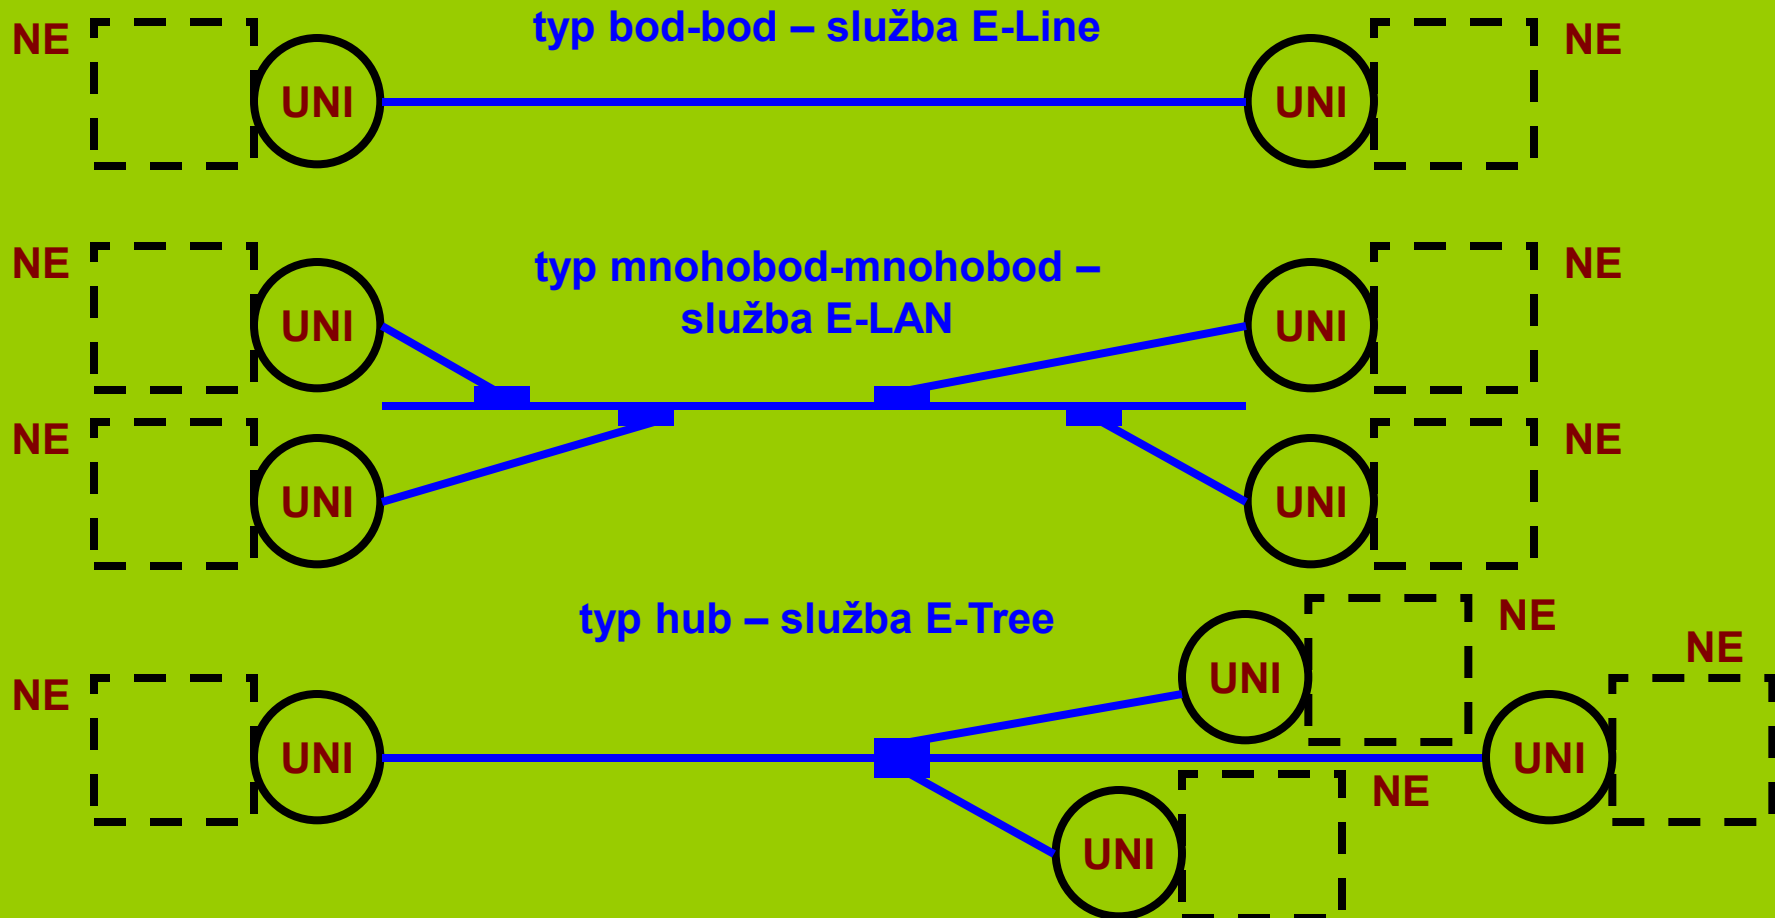 NE
typ bod-bod – služba E-Line
NE
UNI
UNI
NE
typ mnohobod-mnohobod –
služba E-LAN
NE
UNI
UNI
NE
NE
UNI
UNI
typ hub – služba E-Tree
NE
NE
NE
UNI
UNI
UNI
NE
UNI